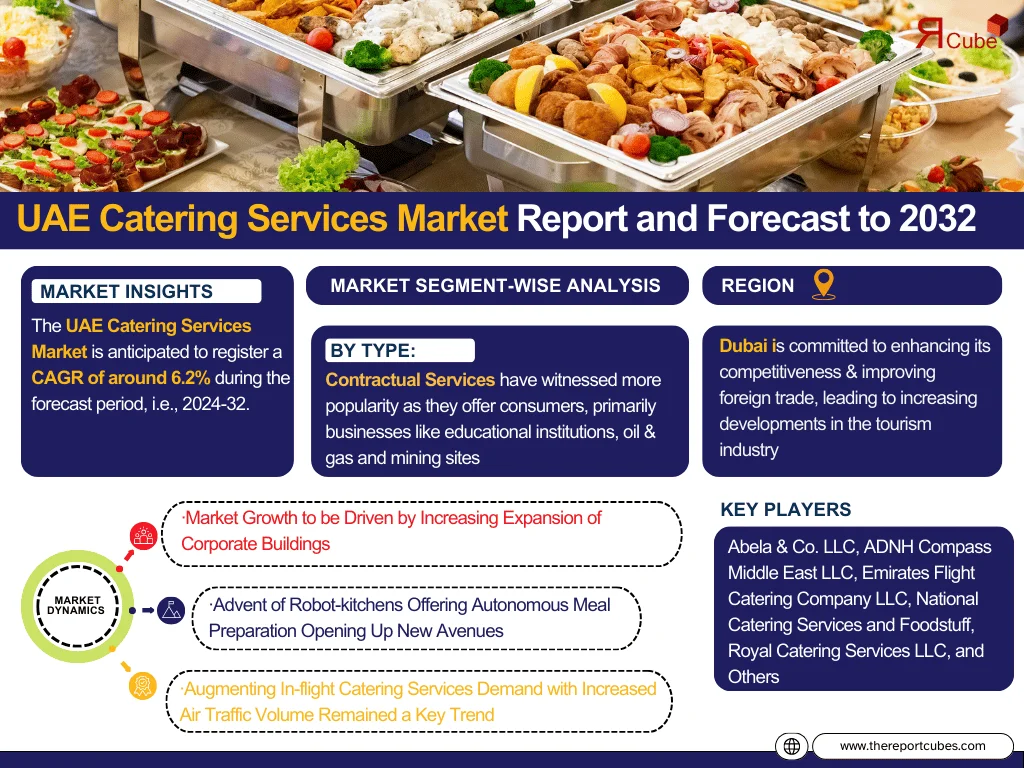 RCube
UAE Catering Services Market Report and Forecast to 2032
MARKET INSIGHTS
The UAE Catering Services
Market is anticipated to register a
CAGR of around 6.2% during the
forecast period, i.e., 2024-32.
MARKET SEGMENT-WISE ANALYSIS
BY TYPE:
Contractual Services have witnessed more
popularity as they offer consumers, primarily
businesses like educational institutions, oil &
gas and mining sites
REGION
Dubai is committed to enhancing its
competitiveness & improving
foreign trade, leading to increasing
developments in the tourism
industry
MARKET
DYNAMICS
·Market Growth to be Driven by Increasing Expansion of
Corporate Buildings
·Advent of Robot-kitchens Offering Autonomous Meal
Preparation Opening Up New Avenues
·Augmenting In-flight Catering Services Demand with Increased
Air Traffic Volume Remained a Key Trend
KEY PLAYERS
Abela & Co. LLC, ADNH Compass
Middle East LLC, Emirates Flight
Catering Company LLC, National
Catering Services and Foodstuff,
Royal Catering Services LLC, and
Others
www.thereportcubes.com